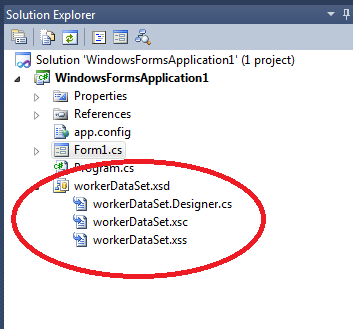 Solution Explorer
Solution 'WindowsFormsApplication1' (1 project)
WindowsFormsApplication1
Properties
References
app.config
Form1.cs
Program.cs
workerDataSet.xsd
workerDataSet.Designer.cs
workerDataSet.xsc
workerDataSet.xss